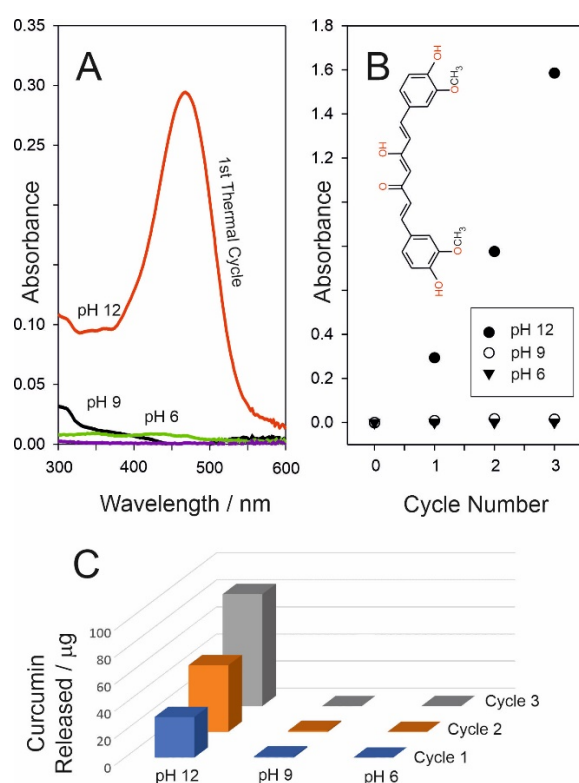 A
0.35
0.30
0.25
0.10
0.05
0.00
Absorbance
1st Thermal Cycle
pH 12
pH 9
pH 6
300
400
500
600
Wavelength / nm
B
1.8
1.6
1.2
0.4
0.2
0.0
Absorbance
OH
OCH3
OH
O
OCH3
OH
pH 12
pH 9
pH 6
0 1 2 3
Cycle Number
C
Curcumin
Released / µg
100
80
60
40
20
0
Cycle 3
Cycle 2
Cycle 1
pH 12 pH 9 pH 6